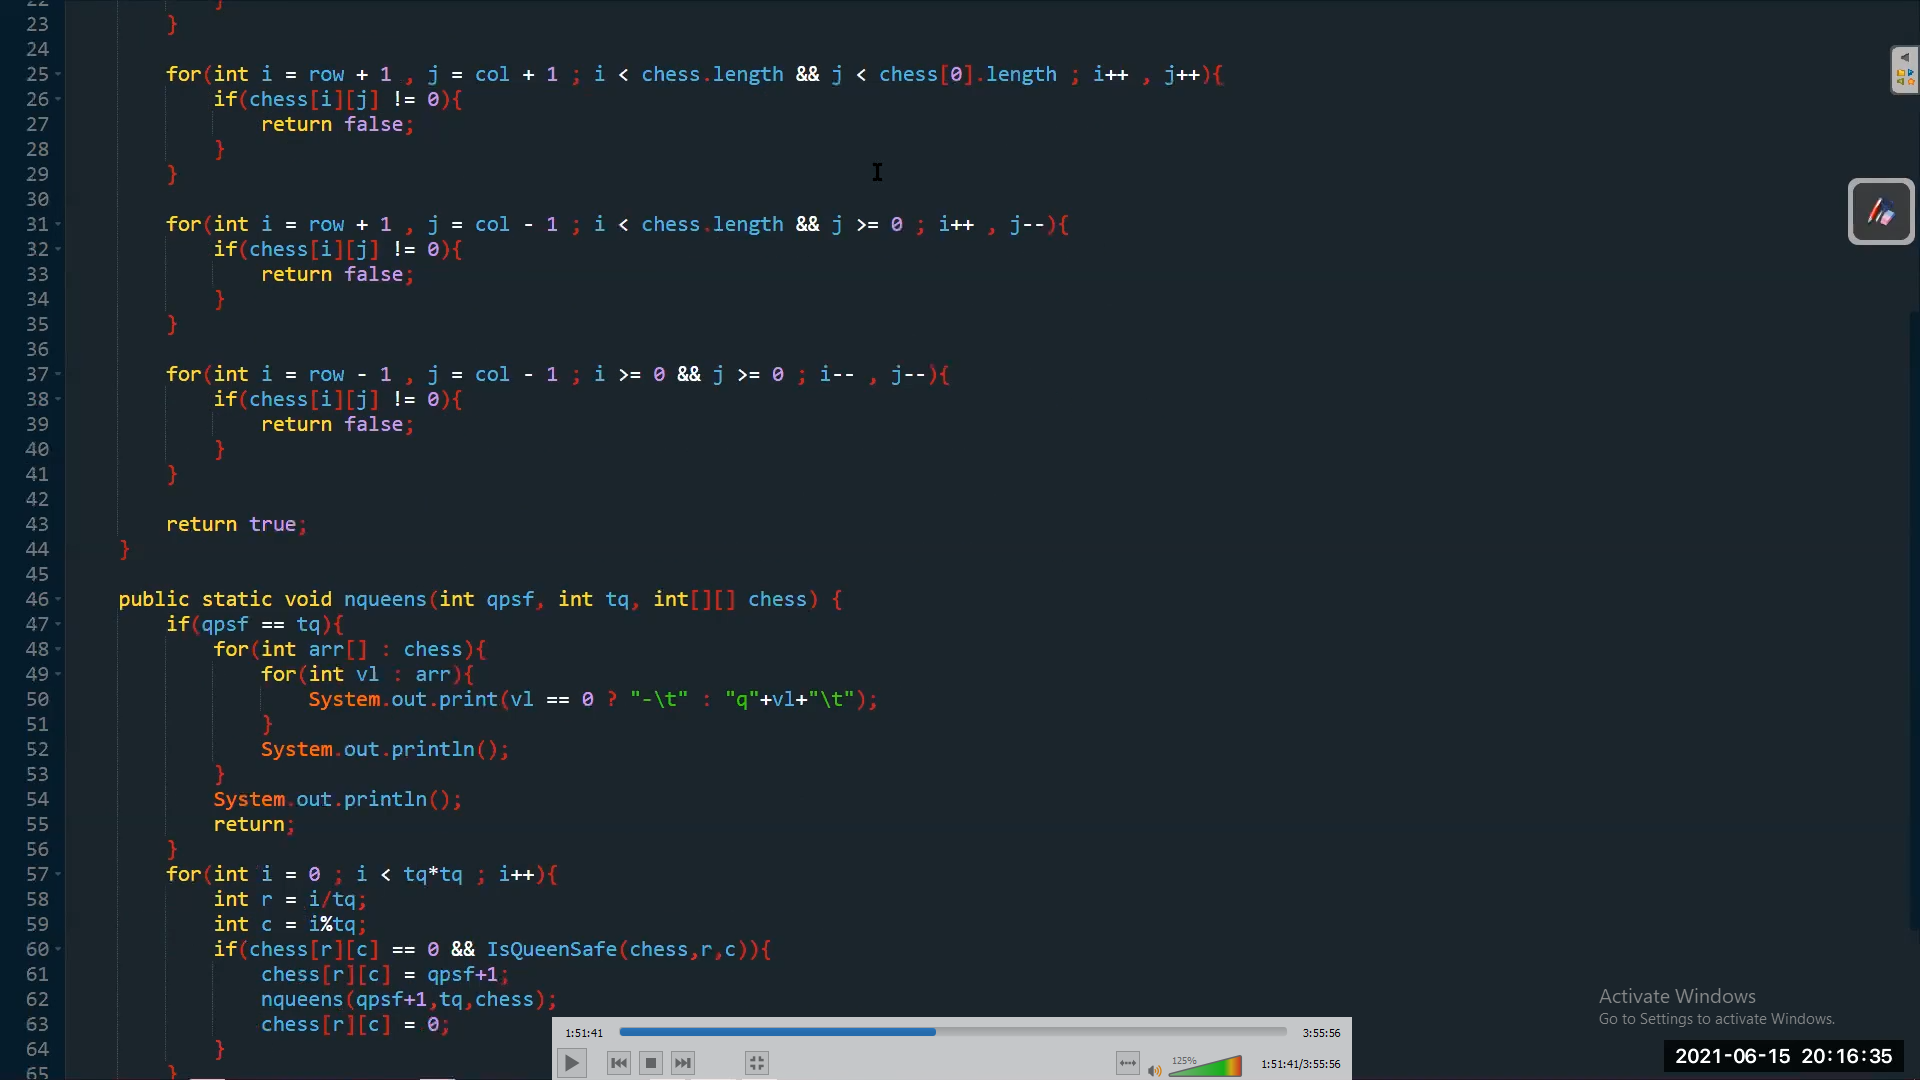 22 }
23 }
24
25 for(int i = row + 1 , j = col + 1 ; i < chess.length && j < chess[0].length ; i++ , j++){
26 if(chess[i][j] != 0){
27 return false;
28 }
29 }
30
31 for(int i = row + 1 , j = col - 1 ; i < chess.length && j >= 0 ; i++ , j--){
32 if(chess[i][j] != 0){
33 return false;
34 }
35 }
36
37 for(int i = row - 1 , j = col - 1 ; i >= 0 && j >= 0 ; i-- , j--){
38 if(chess[i][j] != 0){
39 return false;
40 }
41 }
42
43 return true;
44 }
45
46 public static void nqueens(int qpsf, int tq, int[][] chess) {
47 if(qpsf == tq){
48 for(int arr[] : chess){
49 for(int vl : arr){
50 System.out.print(vl == 0 ? "-\t" : "q"+vl+"\t");
51 }
52 System.out.println();
53 }
54 System.out.println();
55 return;
56 }
57 for(int i = 0 ; i < tq*tq ; i++){
58 int r = i/tq;
59 int c = i%tq;
60 if(chess[r][c] == 0 && IsQueenSafe(chess,r,c)){
61 chess[r][c] = qpsf+1;
62 nqueens(qpsf+1,tq,chess);
63 chess[r][c] = 0;
64 }
65 }
Activate Windows
Go to Settings to activate Windows.
1:51:41 3:55:56
125% 1:51:41/3:55:56
2021-06-15 20:16:35